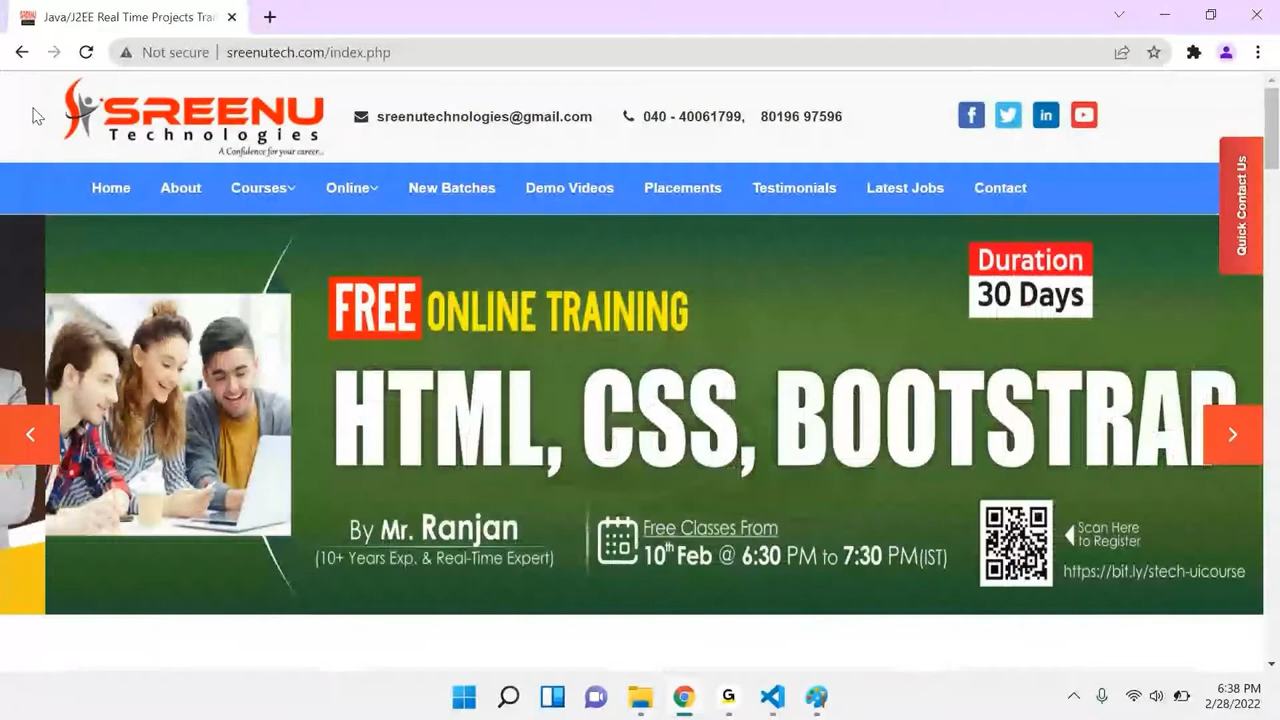 Java/J2EE Real Time Projects Trai
Not secure
sreenutech.com/index.php
SREENU
Technologies
A Confidence for your career...
sreenutechnologies@gmail.com
040 - 40061799, 80196 97596
Home About Courses Online New Batches Demo Videos Placements Testimonials Latest Jobs Contact
Quick Contact Us
Duration
30 Days
FREE ONLINE TRAINING
HTML, CSS, BOOTSTRAP
By Mr. Ranjan
(10+ Years Exp. & Real-Time Expert)
Free Classes From
10th Feb @ 6:30 PM to 7:30 PM(IST)
Scan Here
to Register
https://bit.ly/stech-uicourse
6:38 PM
2/28/2022